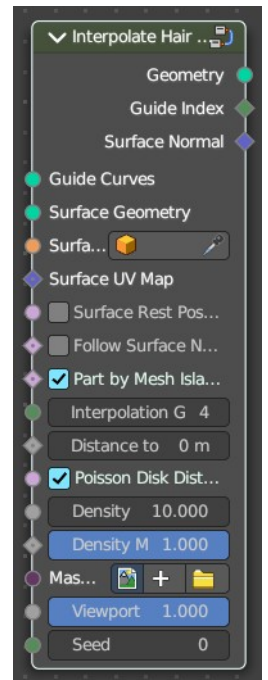 Interpolate Hair ...
Geometry
Guide Index
Surface Normal
Guide Curves
Surface Geometry
Surfa...
Surface UV Map
Surface Rest Pos...
Follow Surface N...
Part by Mesh Isla...
Interpolation G 4
Distance to 0 m
Poisson Disk Dist...
Density 10.000
Density M 1.000
Mas...
Viewport 1.000
Seed 0